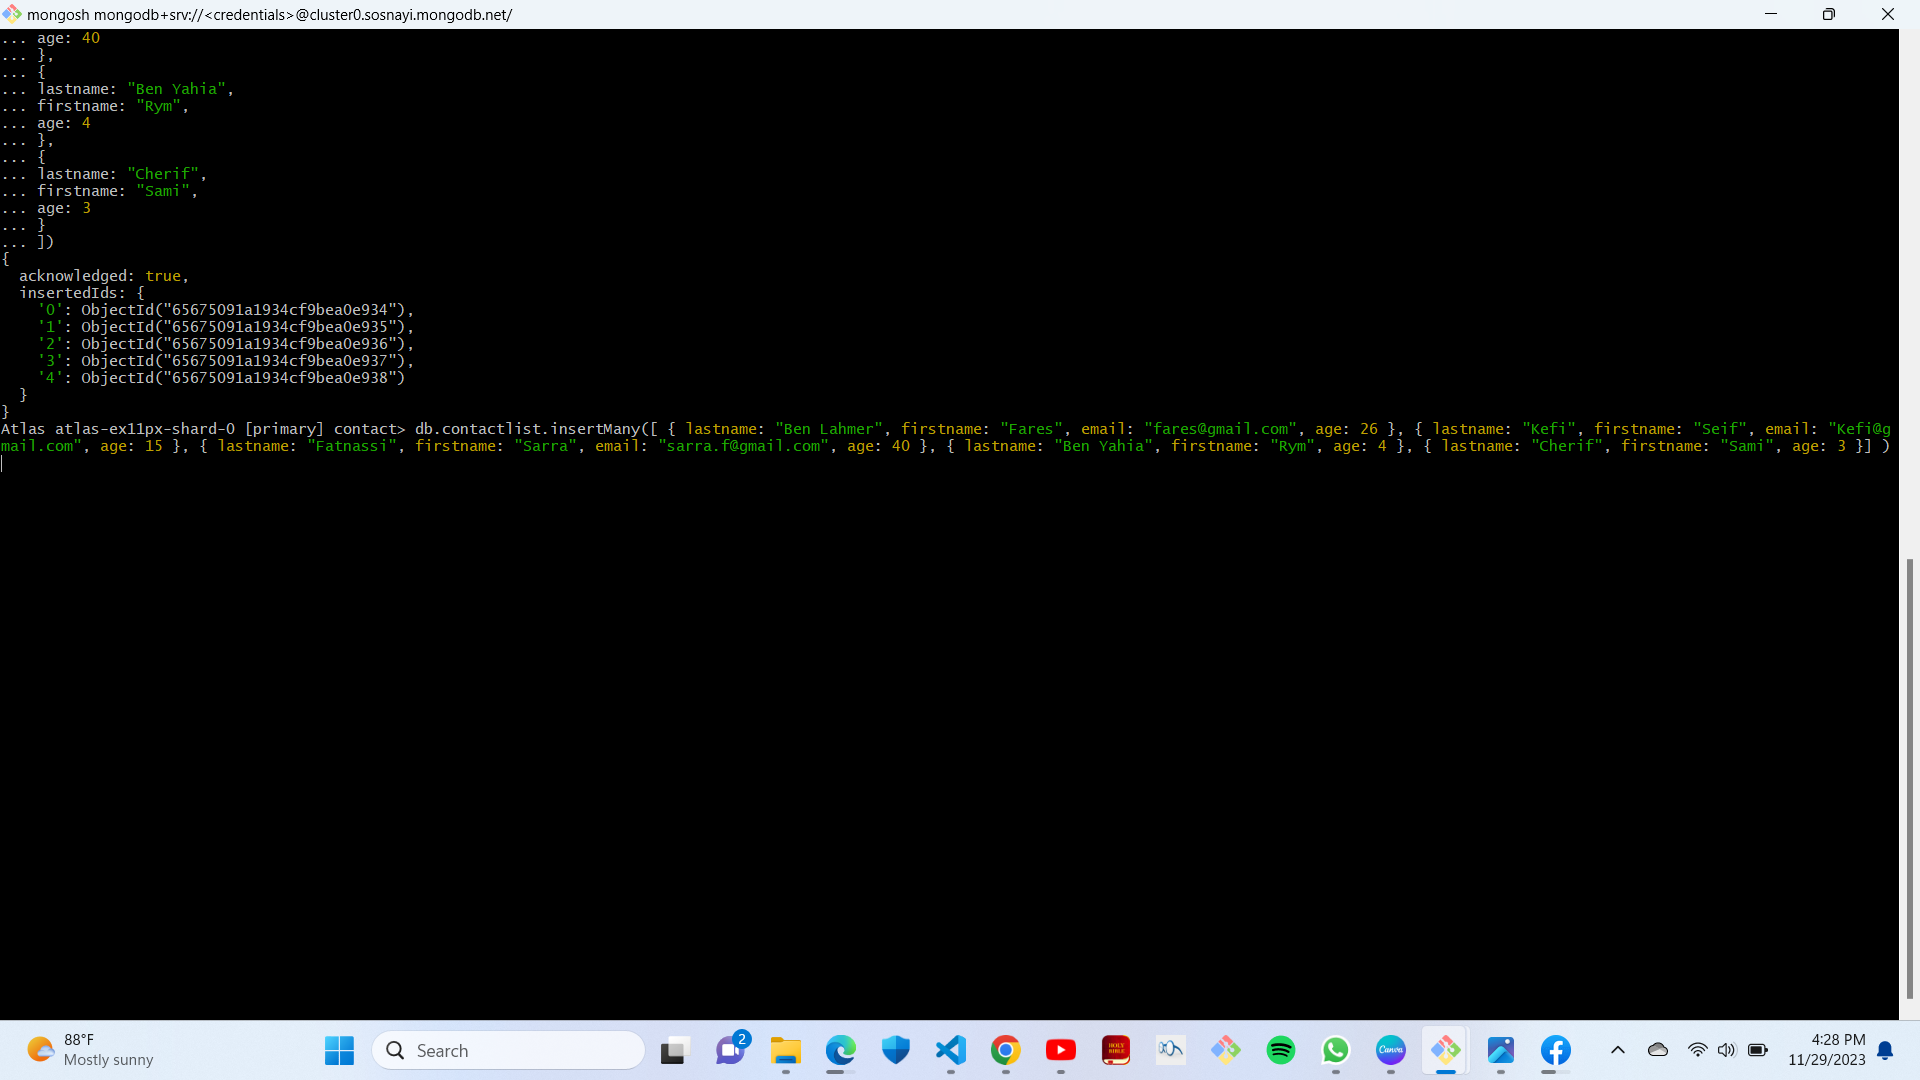 mongosh mongodb+srv://<credentials>@cluster0.sosnayi.mongodb.net/
... age: 40
... },
... {
... lastname: "Ben Yahia",
... firstname: "Rym",
... age: 4
... },
... {
... lastname: "Cherif",
... firstname: "Sami",
... age: 3
... }
... ])
{
  acknowledged: true,
  insertedIds: {
    '0': ObjectId("65675091a1934cf9bea0e934"),
    '1': ObjectId("65675091a1934cf9bea0e935"),
    '2': ObjectId("65675091a1934cf9bea0e936"),
    '3': ObjectId("65675091a1934cf9bea0e937"),
    '4': ObjectId("65675091a1934cf9bea0e938")
  }
}
Atlas atlas-ex11px-shard-0 [primary] contact> db.contactlist.insertMany([ { lastname: "Ben Lahmer", firstname: "Fares", email: "fares@gmail.com", age: 26 }, { lastname: "Kefi", firstname: "Seif", email: "Kefi@g
mail.com", age: 15 }, { lastname: "Fatnassi", firstname: "Sarra", email: "sarra.f@gmail.com", age: 40 }, { lastname: "Ben Yahia", firstname: "Rym", age: 4 }, { lastname: "Cherif", firstname: "Sami", age: 3 }] )
88°F
Mostly sunny
Search
2
HOLY BIBLE
Canva
4:28 PM
11/29/2023